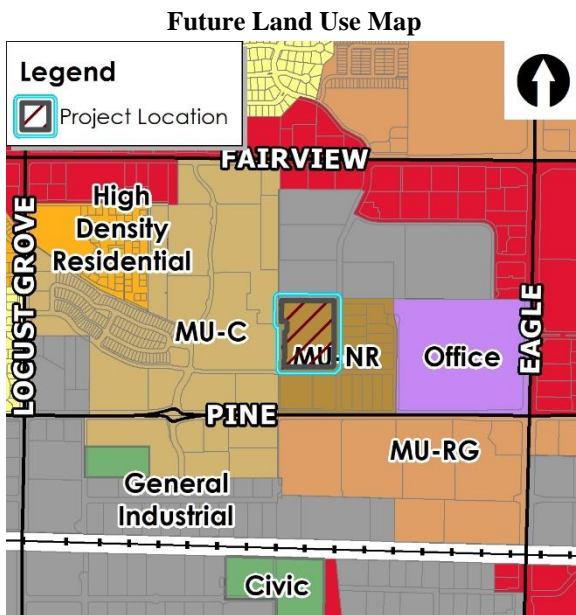 Future Land Use Map
Legend
Project Location
FAIRVIEW
High
Density
Residential
LOCUST GROVE
MU-C
MU-NR
Office
EAGLE
PINE
MU-RG
General
Industrial
Civic